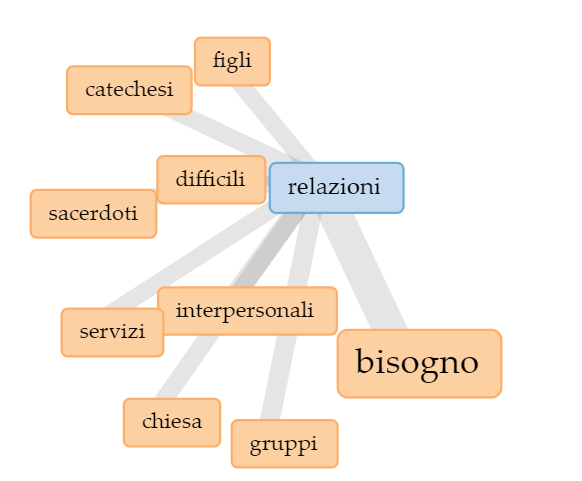 figli
catechesi
difficili
relazioni
sacerdoti
interpersonali
servizi
bisogno
chiesa
gruppi